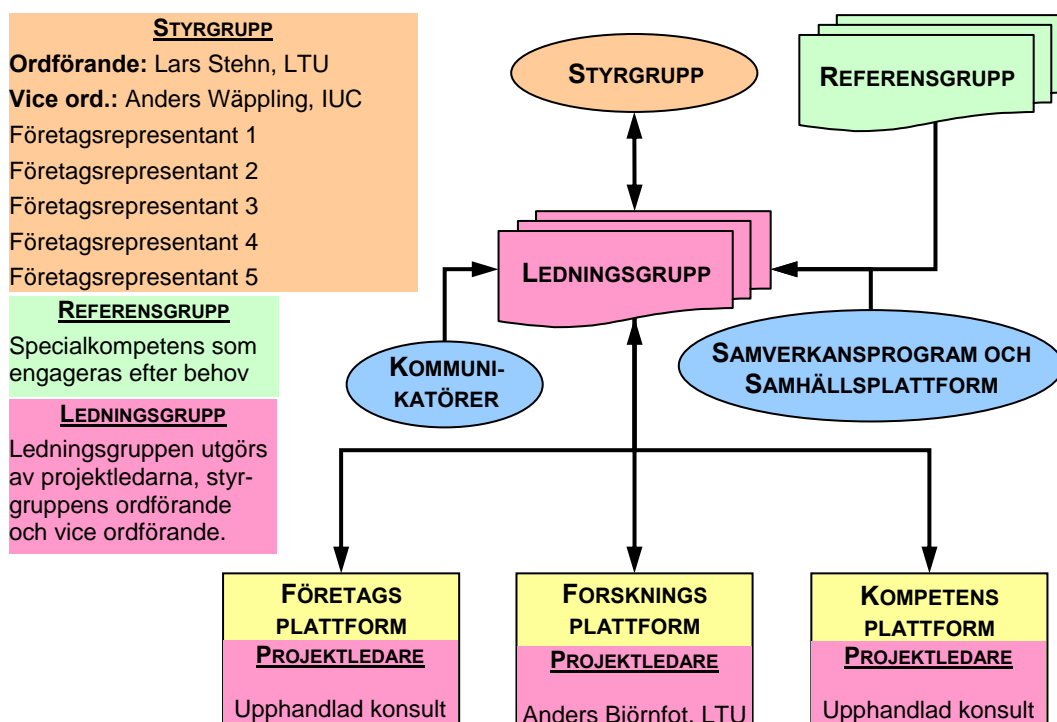 STYRGRUPP
Ordförande: Lars Stehn, LTU
Vice ord.: Anders Wäppling, IUC
Företagsrepresentant 1
Företagsrepresentant 2
Företagsrepresentant 3
Företagsrepresentant 4
Företagsrepresentant 5
REFERENSGRUPP
Specialkompetens som
engageras efter behov
LEDNINGSGRUPP
Ledningsgruppen utgörs
av projektledarna, styr-
gruppens ordförande
och vice ordförande.
STYRGRUPP
REFERENSGRUPP
LEDNINGSGRUPP
KOMMUNI-
KATÖRER
SAMVERKANSPROGRAM OCH
SAMHÄLLSPLATTFORM
FÖRETAGS
PLATTFORM
PROJEKTLEDARE
Upphandlad konsult
FORSKNINGS
PLATTFORM
PROJEKTLEDARE
Anders Björnfot, LTU
KOMPETENS
PLATTFORM
PROJEKTLEDARE
Upphandlad konsult